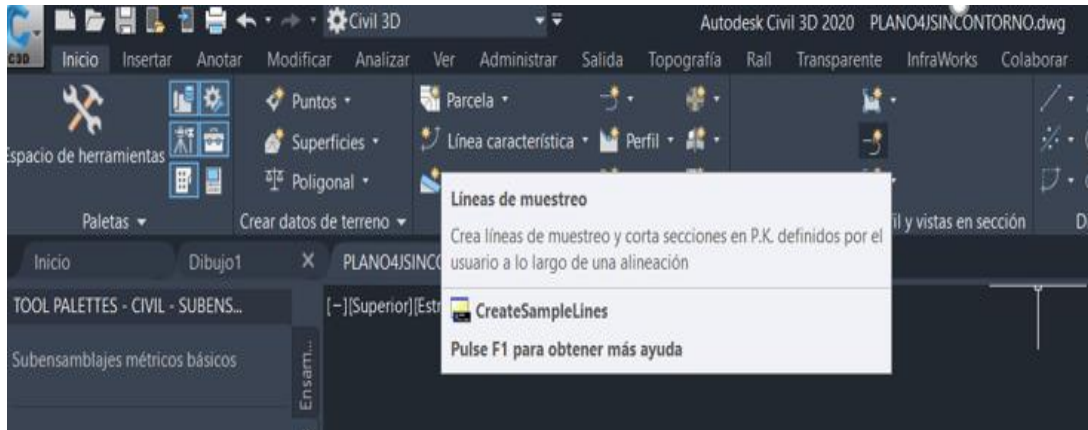 Civil 3D
Autodesk Civil 3D 2020 PLANO4JSINCONTORNO.dwg
C3D Inicio Insertar Anotar Modificar Analizar Ver Administrar Salida Topografía Raíl Transparente InfraWorks Colaborar
Puntos Parcela
Espacio de herramientas Superficies Línea característica Perfil
Poligonal
Paletas Crear datos de terreno y vistas en sección
Líneas de muestreo
Crea líneas de muestreo y corta secciones en P.K. definidos por el
usuario a lo largo de una alineación
CreateSampleLines
Pulse F1 para obtener más ayuda
Inicio Dibujo1 X PLANO4JSINCO
TOOL PALETTES - CIVIL - SUBENS... [−][Superior][Estr
Subensamblajes métricos básicos
Ensam...